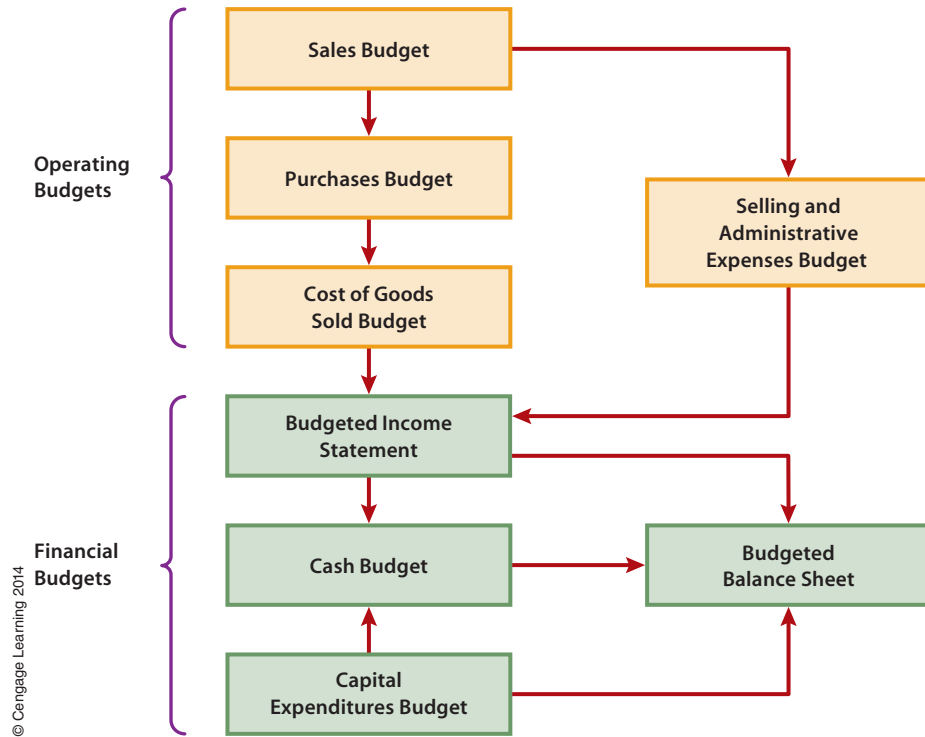 Sales Budget
Operating
Budgets
Purchases Budget
Selling and
Administrative
Expenses Budget
Cost of Goods
Sold Budget
Budgeted Income
Statement
Financial
Budgets
Cash Budget
Budgeted
Balance Sheet
Capital
Expenditures Budget
© Cengage Learning 2014